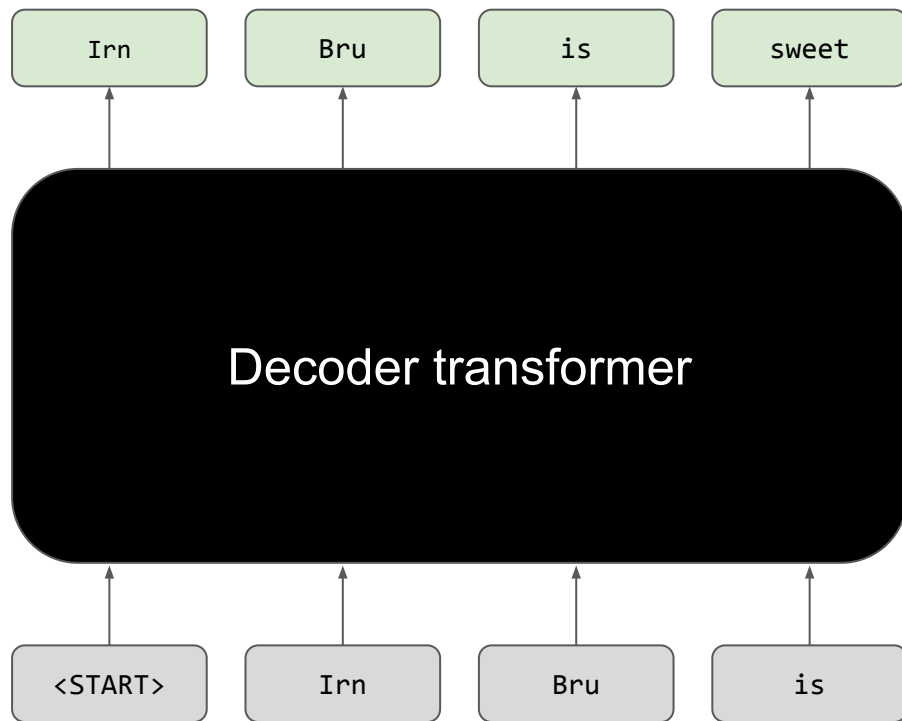 Irn Bru is sweet
Decoder transformer
<START> Irn Bru is